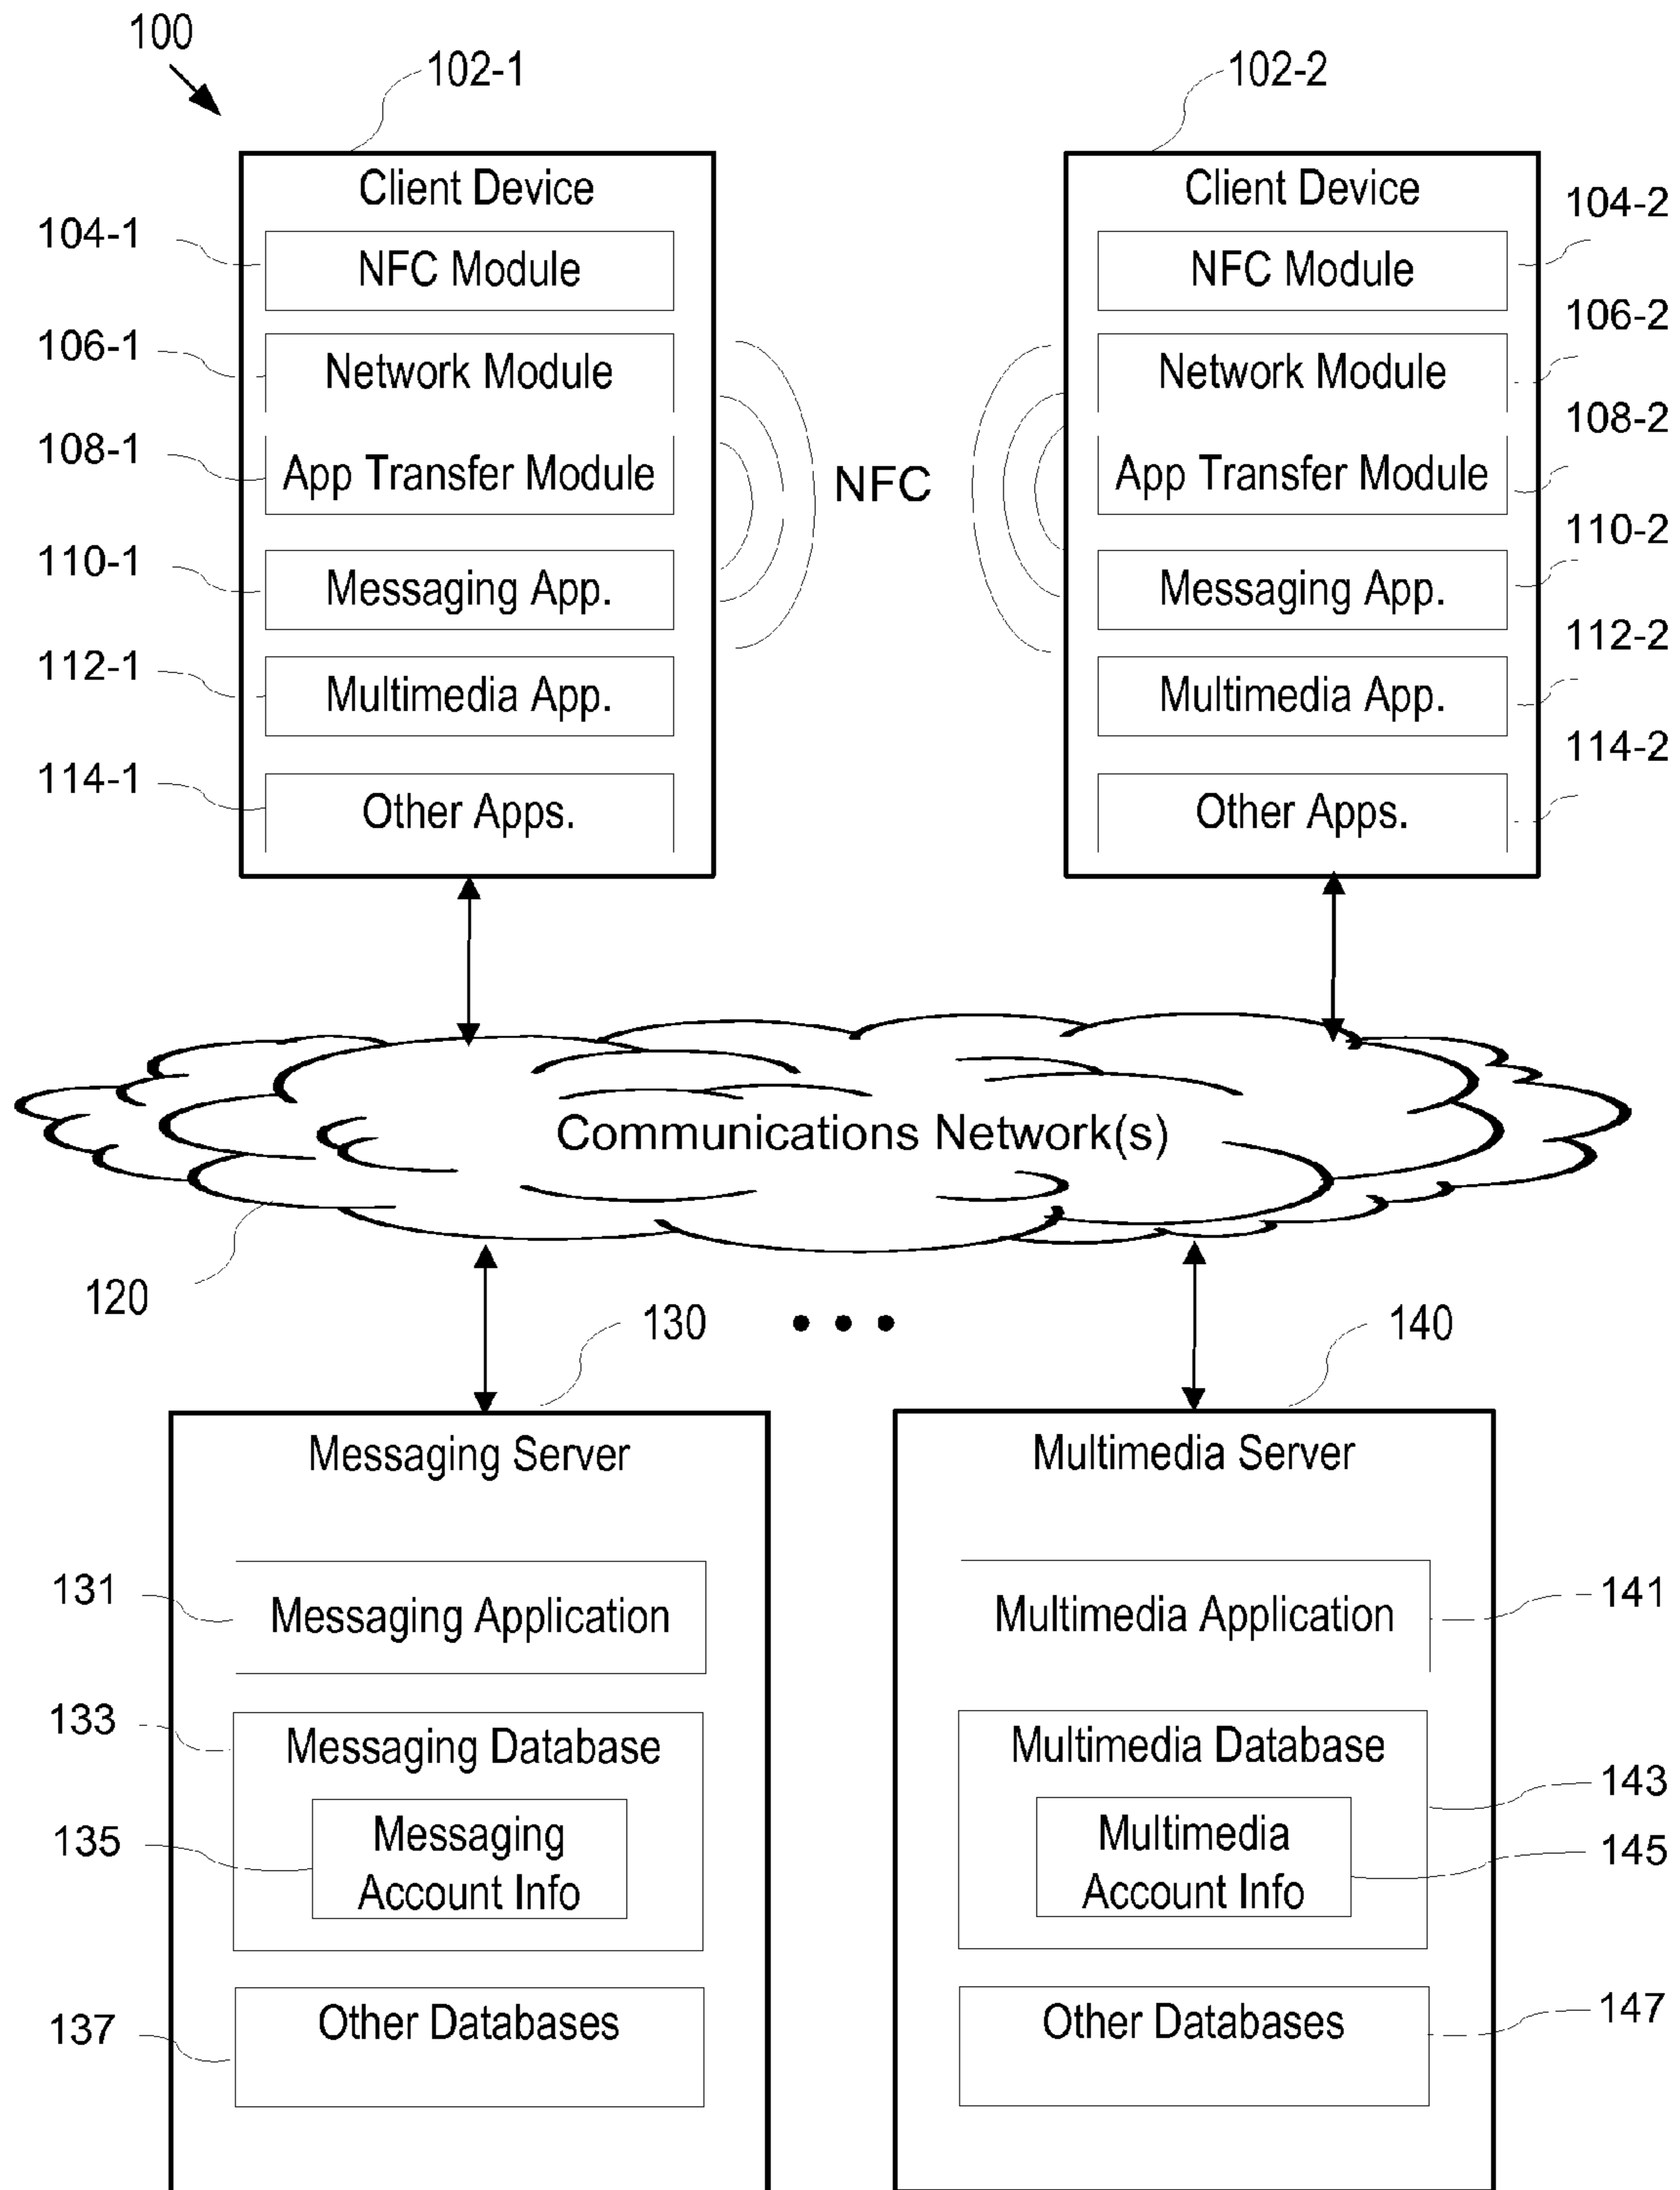 100
102-1
102-2
Client Device
Client Device
104-1
NFC Module
NFC Module
104-2
106-1
Network Module
Network Module
106-2
108-1
App Transfer Module
NFC
App Transfer Module
108-2
110-1
Messaging App.
Messaging App.
110-2
112-1
Multimedia App.
Multimedia App.
112-2
114-1
Other Apps.
Other Apps.
114-2
Communications Network(s)
120
130
140
Messaging Server
Multimedia Server
131
Messaging Application
Multimedia Application
141
133
Messaging Database
Multimedia Database
143
135
Messaging
Account Info
Multimedia
Account Info
145
137
Other Databases
Other Databases
147